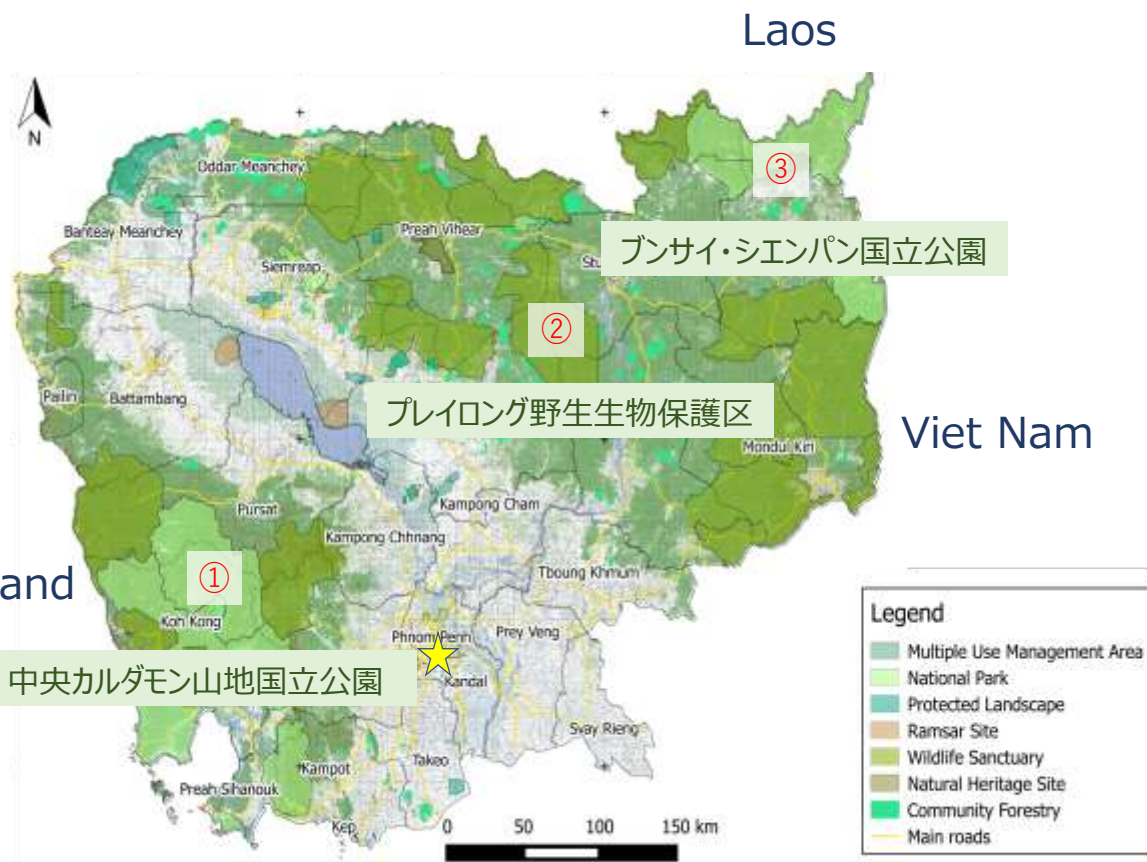 Laos
N
Oddar Meanchey
③
Banteay Meanchey
Preah Vihear
Siemreap
Stu
ブンサイ・シエンパン国立公園
②
Pailin
Battambang
プレイロング野生生物保護区
Viet Nam
Mondul Kiri
Pursat
Kampong Cham
Kampong Chhnang
①
Tboung Khmum
and
Koh Kong
Phnom Penh
Prey Veng
中央カルダモン山地国立公園
Kandal
Svay Rieng
Takeo
Kampot
Preah Sihanouk
Kep
0 50 100 150 km
Legend
Multiple Use Management Area
National Park
Protected Landscape
Ramsar Site
Wildlife Sanctuary
Natural Heritage Site
Community Forestry
Main roads